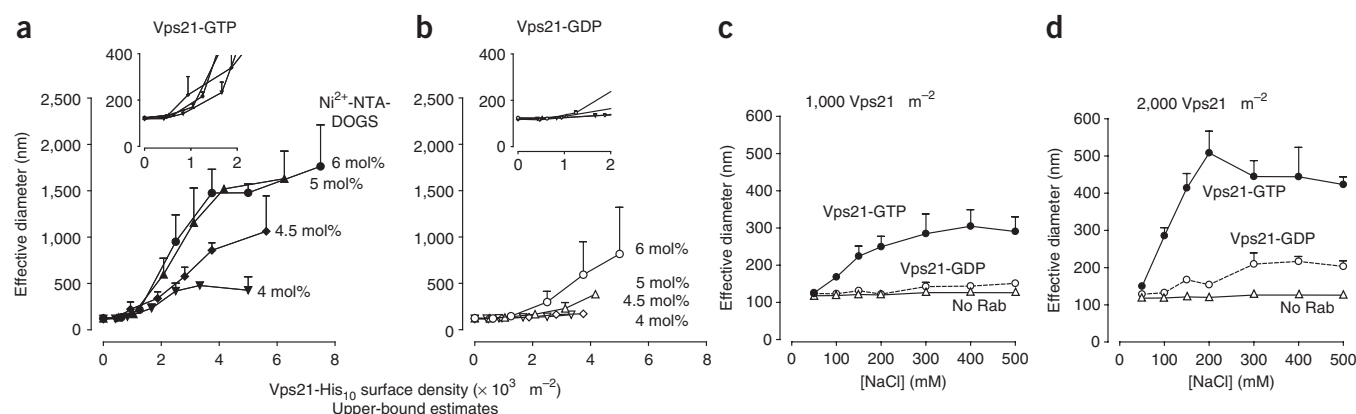 a
Vps21-GTP
400
200
0
0 1 2
Ni2+-NTA-
DOGS
6 mol%
5 mol%
4.5 mol%
4 mol%
2,500
2,000
1,500
1,000
500
0
Effective diameter (nm)
0 2 4 6 8
b
Vps21-GDP
400
200
0
0 1 2
2,500
2,000
1,500
1,000
500
0
6 mol%
5 mol%
4.5 mol%
4 mol%
0 2 4 6 8
Vps21-His10 surface density (× 10³ m−2)
Upper-bound estimates
c
1,000 Vps21 m−2
600
500
400
300
200
100
0
Effective diameter (nm)
Vps21-GTP
Vps21-GDP
No Rab
0 100 200 300 400 500
[NaCl] (mM)
d
2,000 Vps21 m−2
600
500
400
300
200
100
0
Effective diameter (nm)
Vps21-GTP
Vps21-GDP
No Rab
0 100 200 300 400 500
[NaCl] (mM)